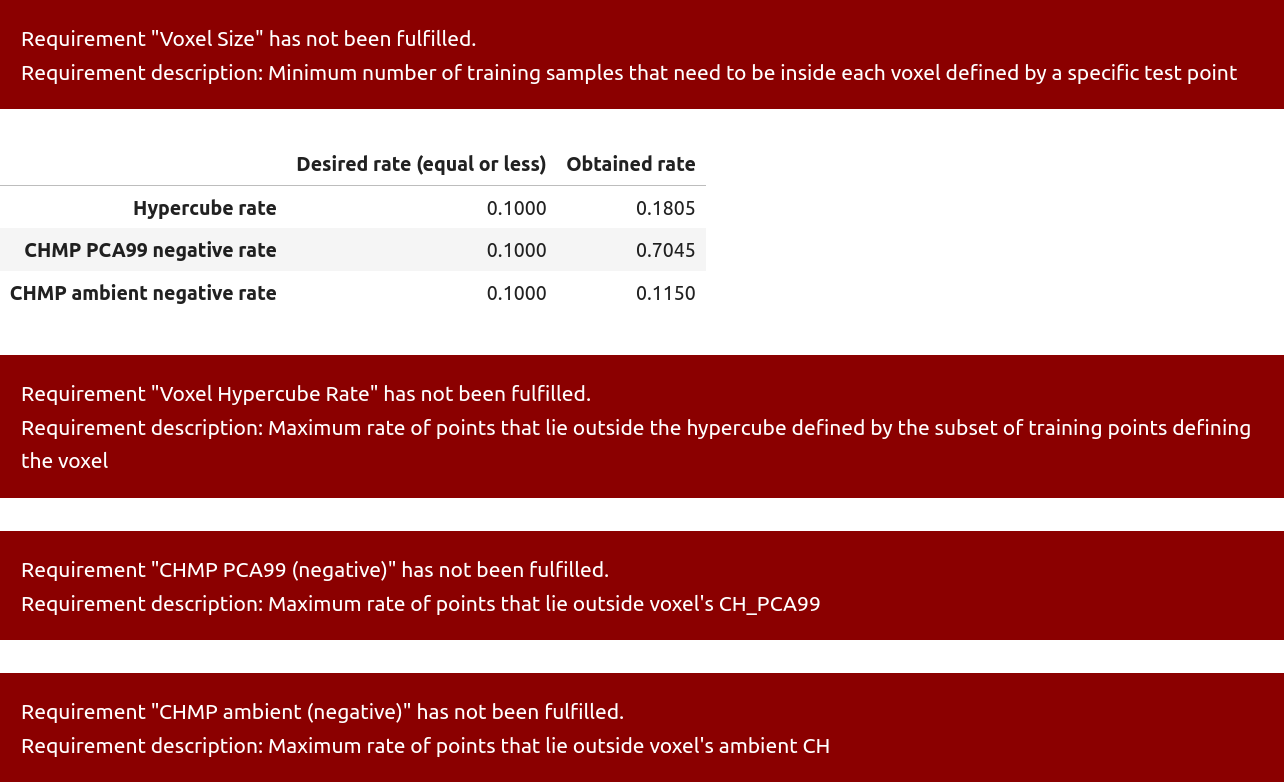 Requirement "Voxel Size" has not been fulfilled.
Requirement description: Minimum number of training samples that need to be inside each voxel defined by a specific test point
Desired rate (equal or less) Obtained rate
Hypercube rate 0.1000 0.1805
CHMP PCA99 negative rate 0.1000 0.7045
CHMP ambient negative rate 0.1000 0.1150
Requirement "Voxel Hypercube Rate" has not been fulfilled.
Requirement description: Maximum rate of points that lie outside the hypercube defined by the subset of training points defining
the voxel
Requirement "CHMP PCA99 (negative)" has not been fulfilled.
Requirement description: Maximum rate of points that lie outside voxel's CH_PCA99
Requirement "CHMP ambient (negative)" has not been fulfilled.
Requirement description: Maximum rate of points that lie outside voxel's ambient CH